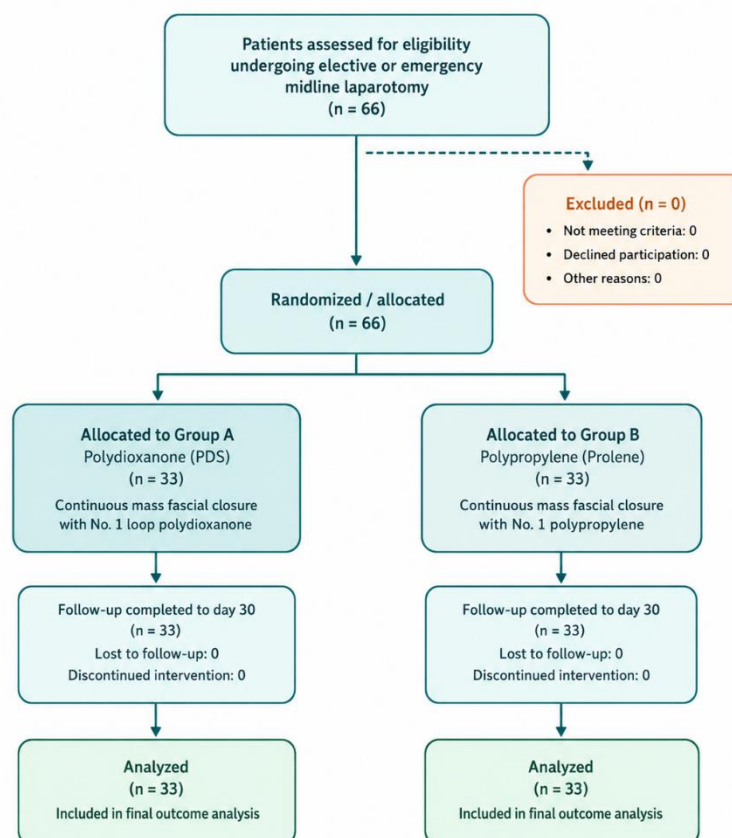 Patients assessed for eligibility
undergoing elective or emergency
midline laparotomy
(n = 66)
Excluded (n = 0)
• Not meeting criteria: 0
• Declined participation: 0
• Other reasons: 0
Randomized / allocated
(n = 66)
Allocated to Group A
Polydioxanone (PDS)
(n = 33)
Continuous mass fascial closure
with No. 1 loop polydioxanone
Allocated to Group B
Polypropylene (Prolene)
(n = 33)
Continuous mass fascial closure
with No. 1 polypropylene
Follow-up completed to day 30
(n = 33)
Lost to follow-up: 0
Discontinued intervention: 0
Follow-up completed to day 30
(n = 33)
Lost to follow-up: 0
Discontinued intervention: 0
Analyzed
(n = 33)
Included in final outcome analysis
Analyzed
(n = 33)
Included in final outcome analysis